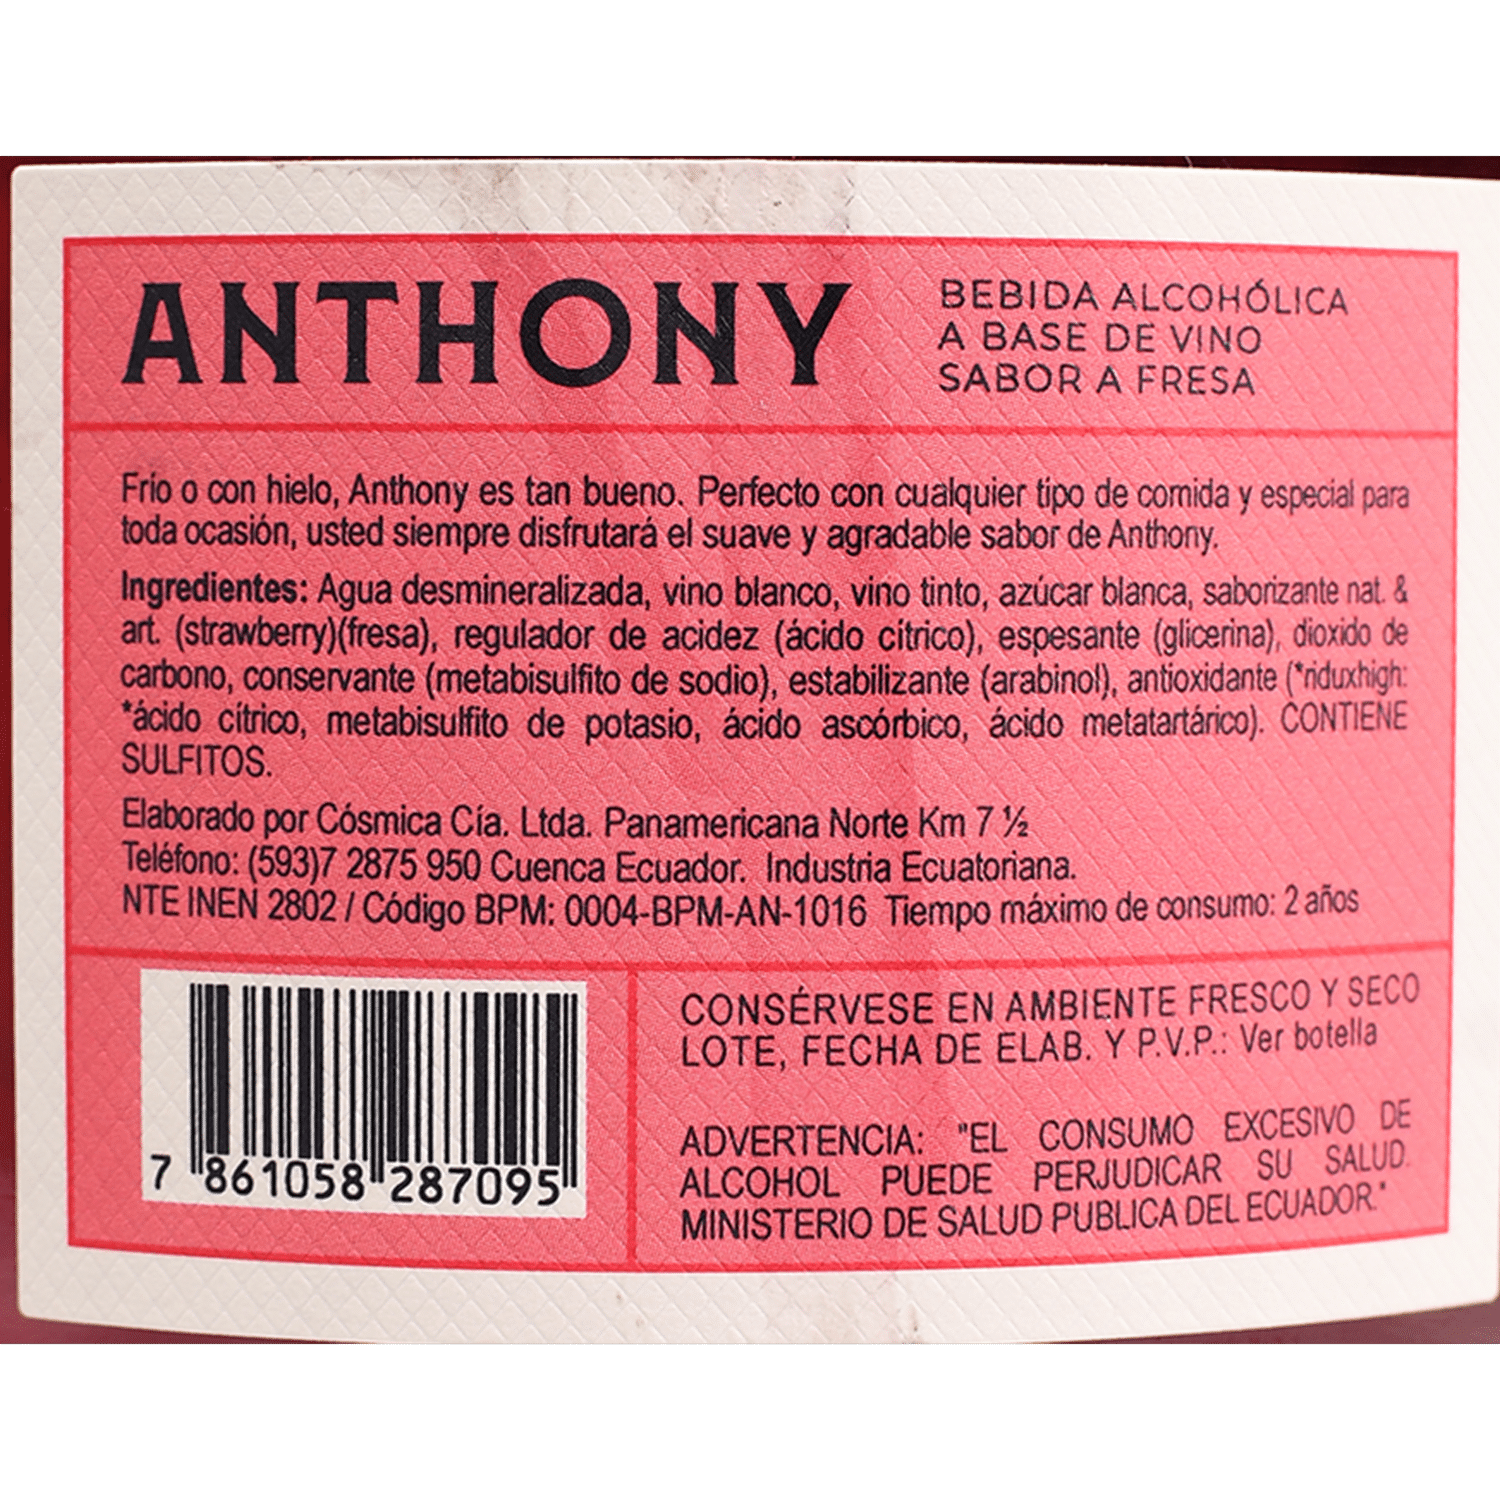 ANTHONY
BEBIDA ALCOHÓLICA
A BASE DE VINO
SABOR A FRESA
Frío o con hielo, Anthony es tan bueno. Perfecto con cualquier tipo de comida y especial para
toda ocasión, usted siempre disfrutará el suave y agradable sabor de Anthony.
Ingredientes: Agua desmineralizada, vino blanco, vino tinto, azúcar blanca, saborizante nat. &
art. (strawberry)(fresa), regulador de acidez (ácido cítrico), espesante (glicerina), dioxido de
carbono, conservante (metabisulfito de sodio), estabilizante (arabinol), antioxidante (*riduxhigh:
*ácido cítrico, metabisulfito de potasio, ácido ascórbico, ácido metatartárico). CONTIENE
SULFITOS.
Elaborado por Cósmica Cía. Ltda. Panamericana Norte Km 7 ½
Teléfono: (593)7 2875 950 Cuenca Ecuador. Industria Ecuatoriana.
NTE INEN 2802 / Código BPM: 0004-BPM-AN-1016 Tiempo máximo de consumo: 2 años
7 861058 287095
CONSÉRVESE EN AMBIENTE FRESCO Y SECO
LOTE, FECHA DE ELAB. Y P.V.P.: Ver botella
ADVERTENCIA: "EL CONSUMO EXCESIVO DE
ALCOHOL PUEDE PERJUDICAR SU SALUD.
MINISTERIO DE SALUD PUBLICA DEL ECUADOR."